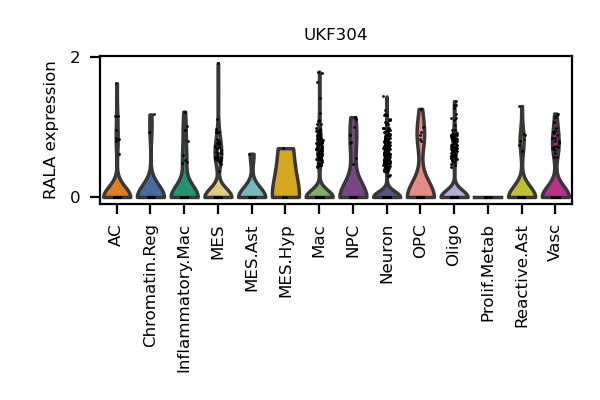 UKF304
RALA expression
2
0
AC
Chromatin.Reg
Inflammatory.Mac
MES
MES.Ast
MES.Hyp
Mac
NPC
Neuron
OPC
Oligo
Prolif.Metab
Reactive.Ast
Vasc